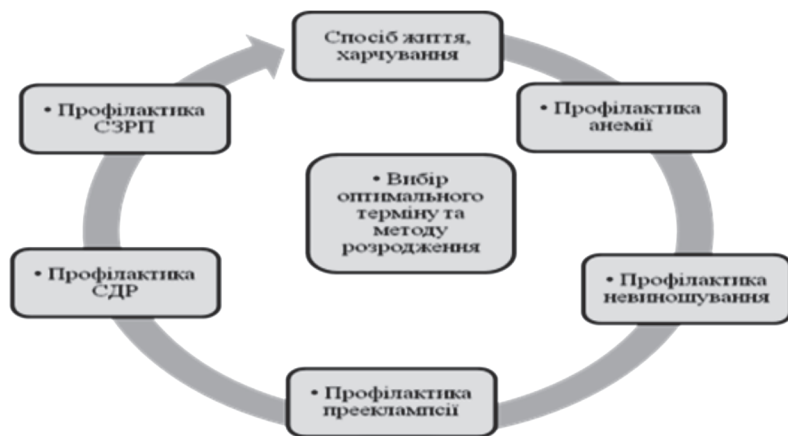 Спосіб життя,
харчування
• Профілактика
анемії
• Профілактика
невиношування
• Профілактика
прееклампсії
• Профілактика
СДР
• Профілактика
СЗРП
• Вибір
оптимального
терміну та
методу
розродження